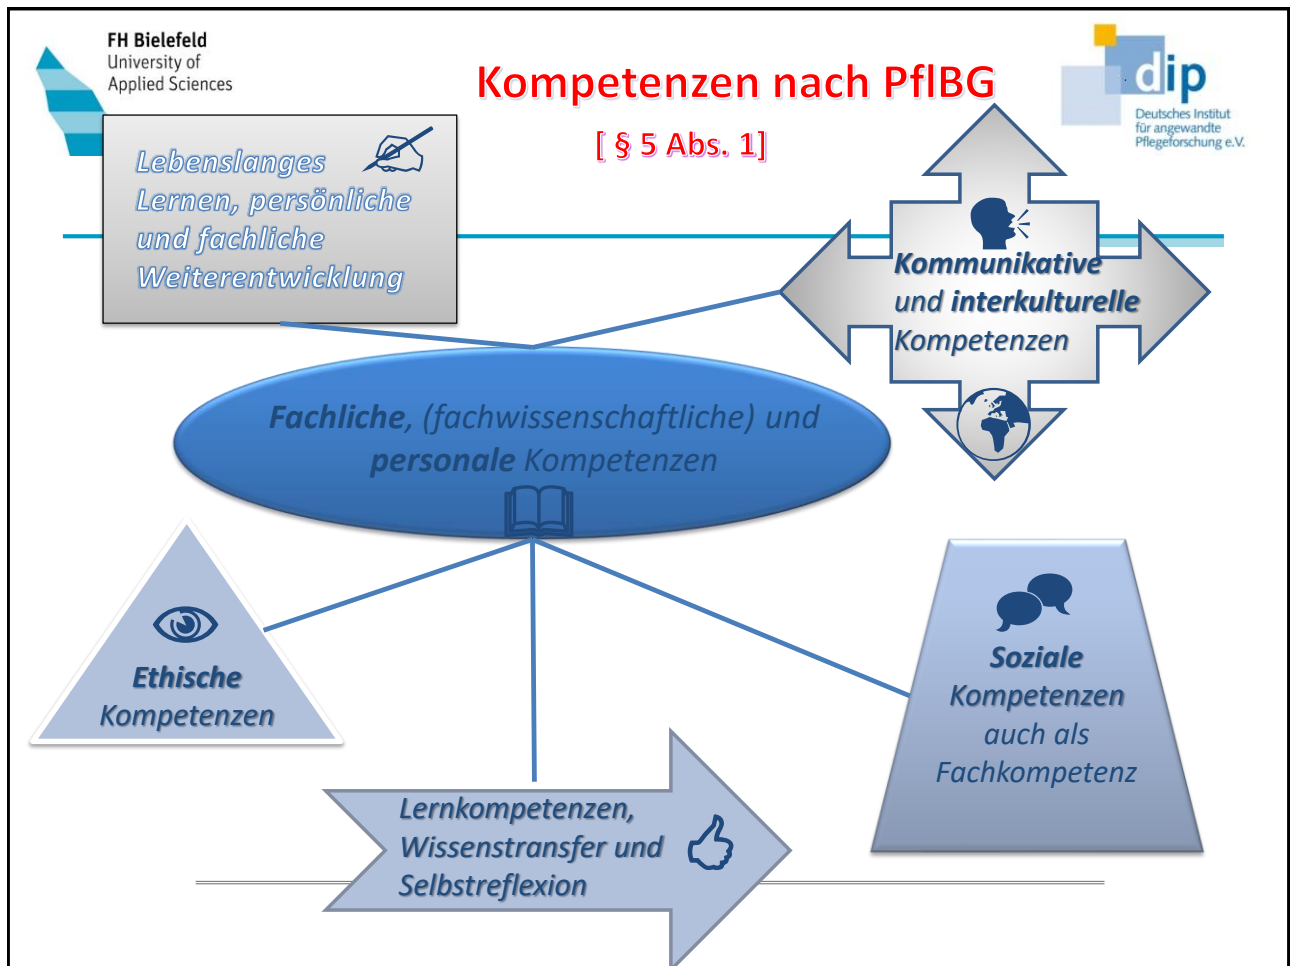 FH Bielefeld
University of
Applied Sciences
Kompetenzen nach PflBG
[ § 5 Abs. 1]
dip
Deutsches Institut
für angewandte
Pflegeforschung e.V.
Lebenslanges
Lernen, persönliche
und fachliche
Weiterentwicklung
Kommunikative
und interkulturelle
Kompetenzen
Fachliche, (fachwissenschaftliche) und
personale Kompetenzen
Ethische
Kompetenzen
Soziale
Kompetenzen
auch als
Fachkompetenz
Lernkompetenzen,
Wissenstransfer und
Selbstreflexion